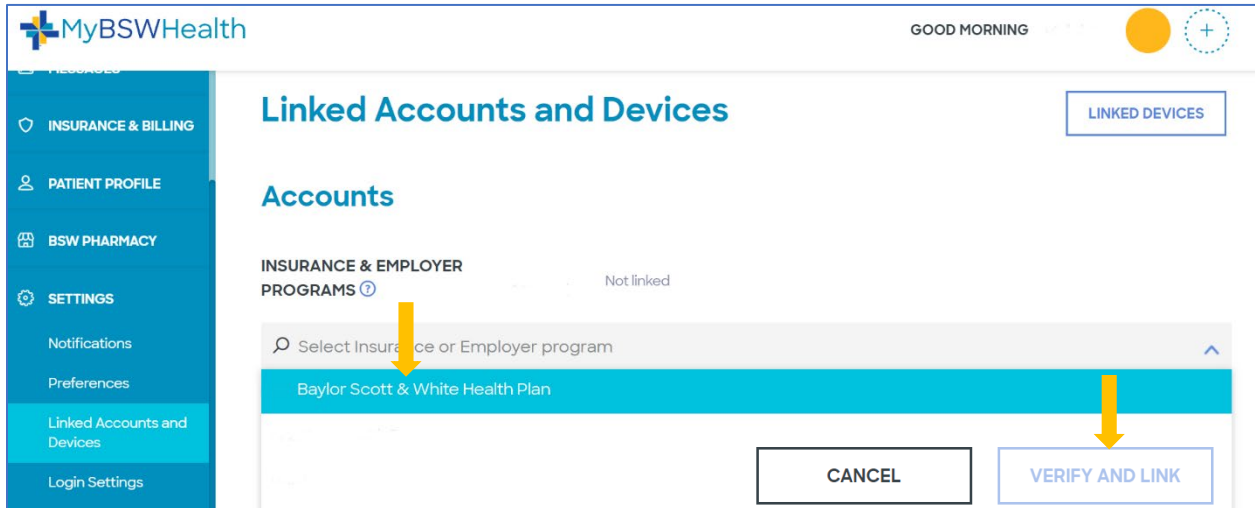 MyBSWHealth
GOOD MORNING
MESSAGES
INSURANCE & BILLING
PATIENT PROFILE
BSW PHARMACY
SETTINGS
Notifications
Preferences
Linked Accounts and
Devices
Login Settings
Linked Accounts and Devices
LINKED DEVICES
Accounts
INSURANCE & EMPLOYER
PROGRAMS ?
Not linked
Select Insurance or Employer program
Baylor Scott & White Health Plan
CANCEL
VERIFY AND LINK